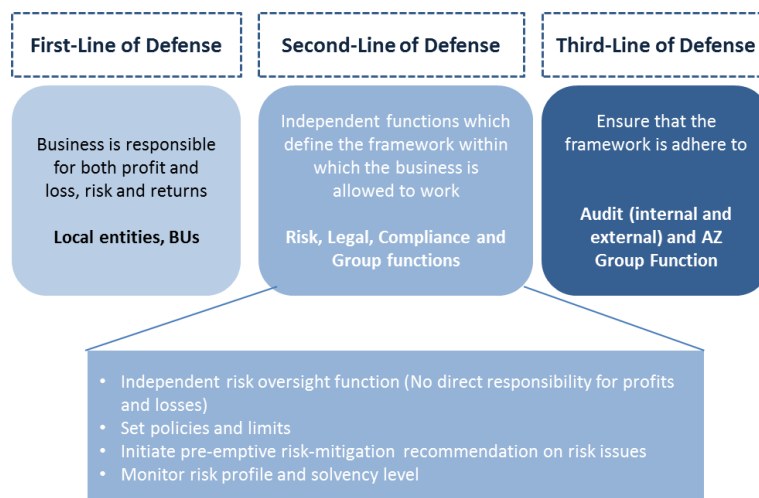 First-Line of Defense
Second-Line of Defense
Third-Line of Defense
Business is responsible
for both profit and
loss, risk and returns
Local entities, BUs
Independent functions which
define the framework within
which the business is
allowed to work
Risk, Legal, Compliance and
Group functions
Ensure that the
framework is adhere to
Audit (internal and
external) and AZ
Group Function
• Independent risk oversight function (No direct responsibility for profits
and losses)
• Set policies and limits
• Initiate pre-emptive risk-mitigation recommendation on risk issues
• Monitor risk profile and solvency level